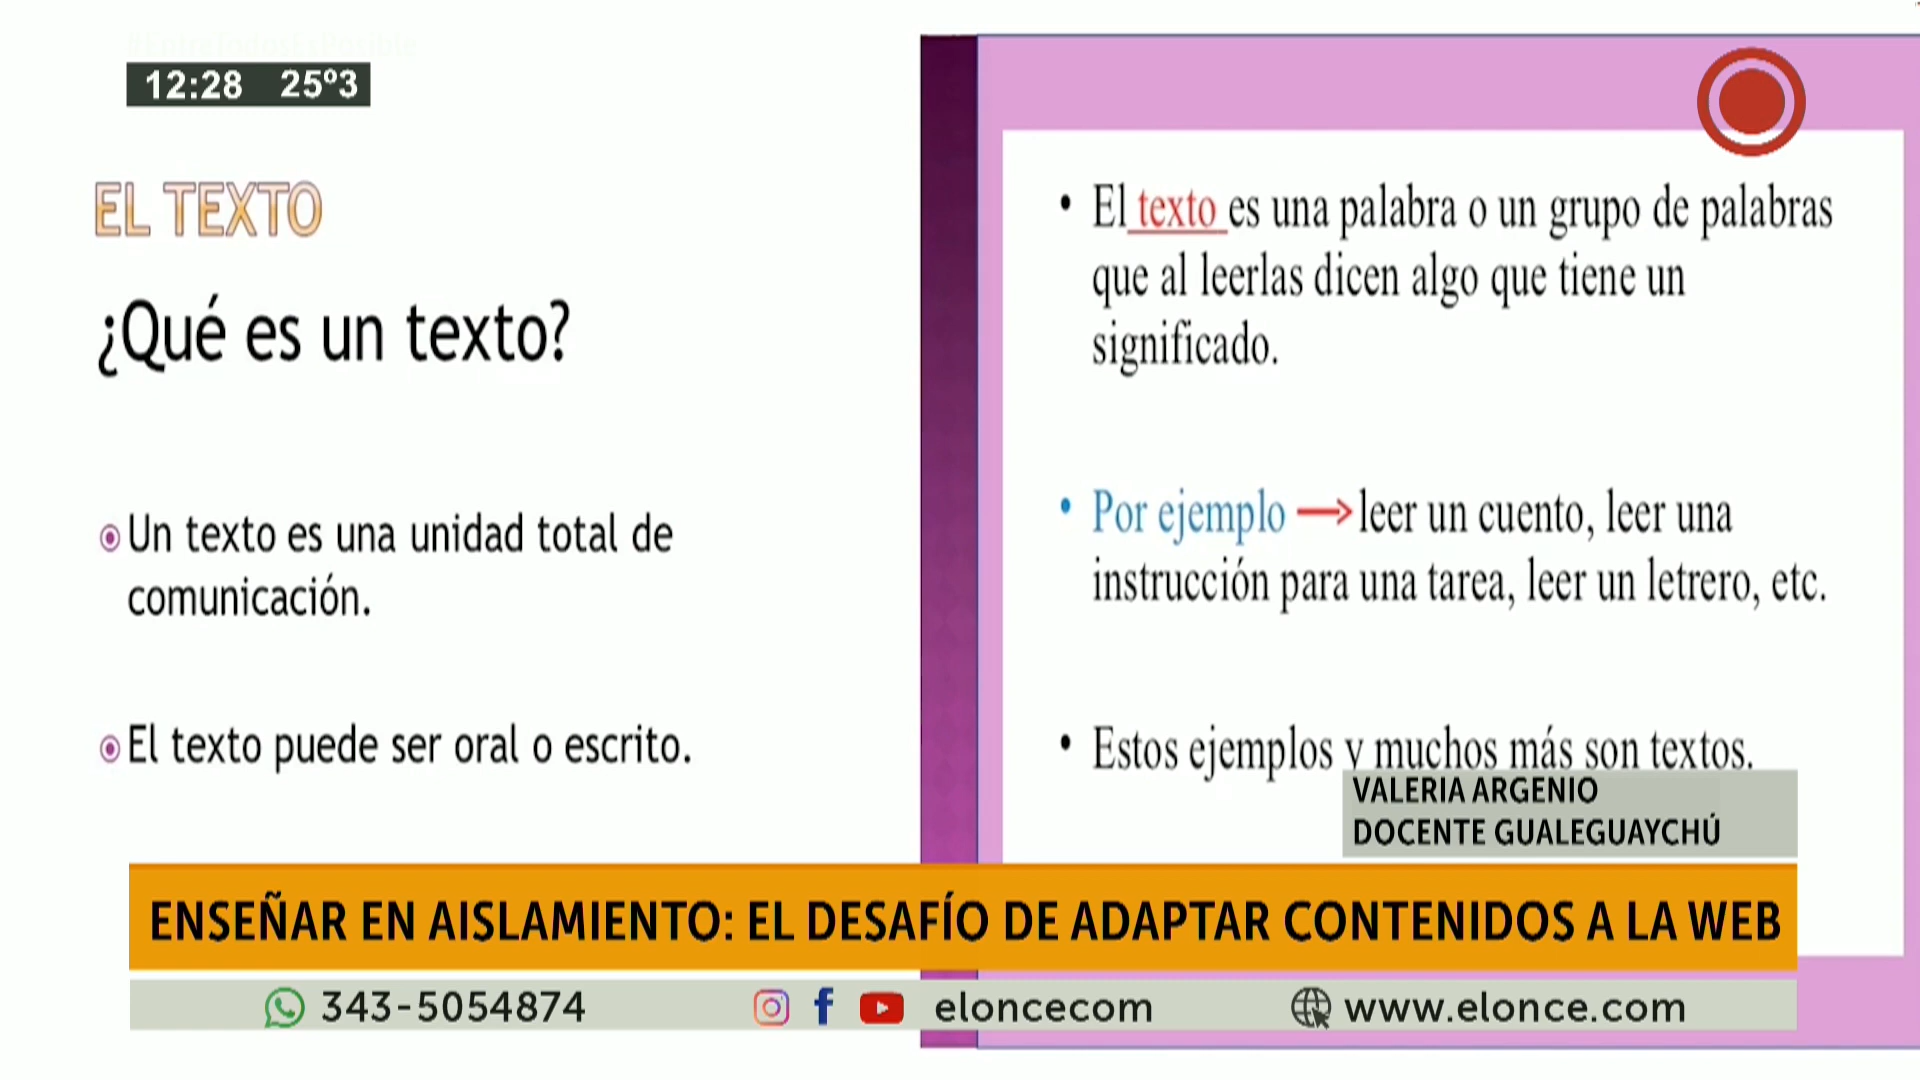 #EntreTodosEsPosible
12:28 25º3
EL TEXTO
¿Qué es un texto?
Un texto es una unidad total de
comunicación.
El texto puede ser oral o escrito.
El texto es una palabra o un grupo de palabras
que al leerlas dicen algo que tiene un
significado.
Por ejemplo → leer un cuento, leer una
instrucción para una tarea, leer un letrero, etc.
Estos ejemplos y muchos más son textos.
VALERIA ARGENIO
DOCENTE GUALEGUAYCHÚ
ENSEÑAR EN AISLAMIENTO: EL DESAFÍO DE ADAPTAR CONTENIDOS A LA WEB
343-5054874 eloncecom www.elonce.com